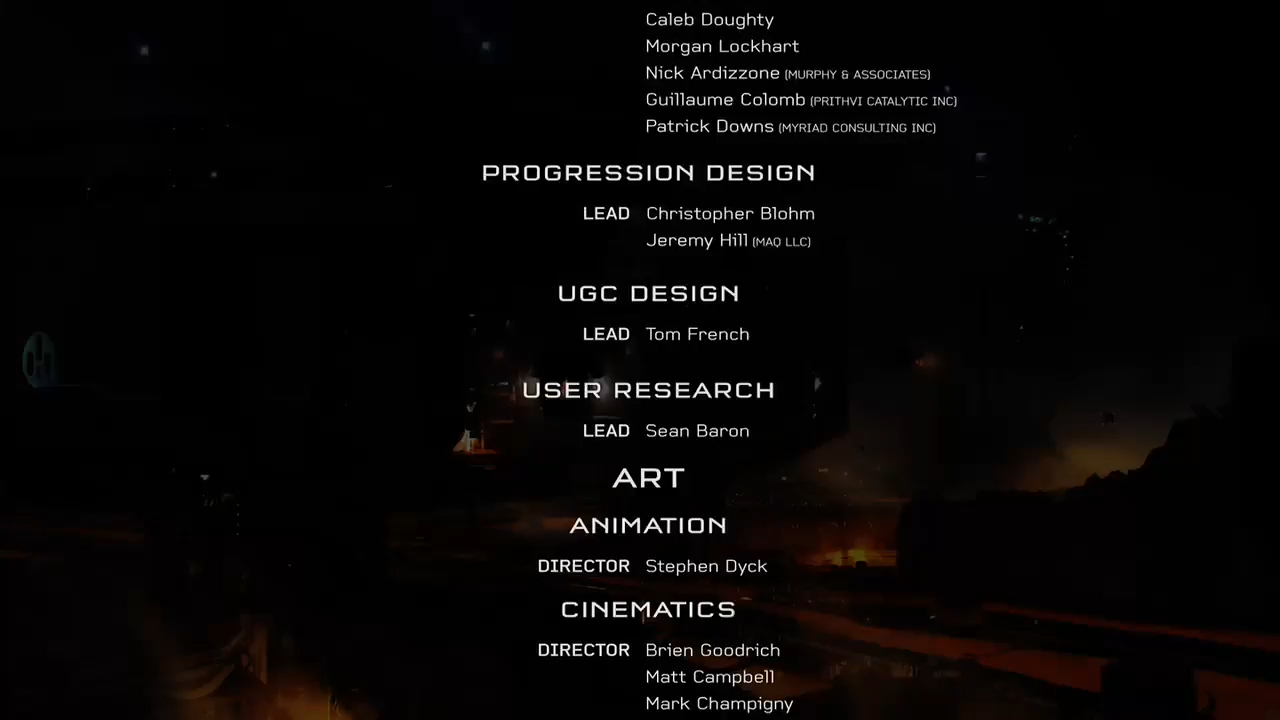 Caleb Doughty
Morgan Lockhart
Nick Ardizzone (MURPHY & ASSOCIATES)
Guillaume Colomb (PRITHVI CATALYTIC INC)
Patrick Downs (MYRIAD CONSULTING INC)
PROGRESSION DESIGN
LEAD Christopher Blohm
Jeremy Hill (MAQ LLC)
UGC DESIGN
LEAD Tom French
USER RESEARCH
LEAD Sean Baron
ART
ANIMATION
DIRECTOR Stephen Dyck
CINEMATICS
DIRECTOR Brien Goodrich
Matt Campbell
Mark Champigny